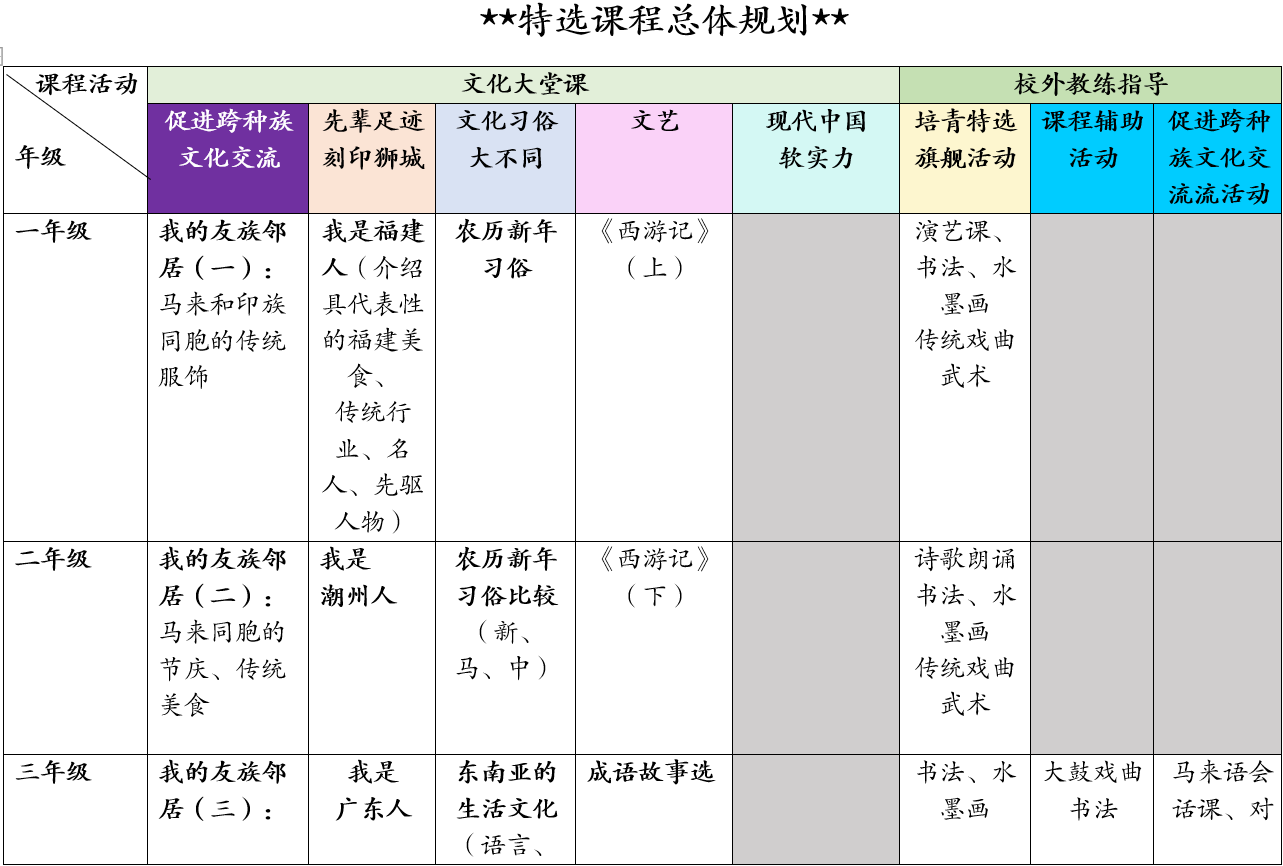 **特选课程总体规划**
课程活动
年级
文化大堂课
校外教练指导
促进跨种族
文化交流
先辈足迹
刻印狮城
文化习俗
大不同
文艺
现代中国
软实力
培青特选
旗舰活动
课程辅助
活动
促进跨种
族文化交
流流活动
一年级
我的友族邻
居（一）：
马来和印族
同胞的传统
服饰
我是福建
人（介绍
具代表性
的福建美
食、
传统行
业、名
人、先驱
人物）
农历新年
习俗
《西游记》
（上）
演艺课、
书法、水
墨画
传统戏曲
武术
二年级
我的友族邻
居（二）：
马来同胞的
节庆、传统
美食
我是
潮州人
农历新年
习俗比较
（新、
马、中）
《西游记》
（下）
诗歌朗诵
书法、水
墨画
传统戏曲
武术
三年级
我的友族邻
居（三）：
我是
广东人
东南亚的
生活文化
（语言、
成语故事选
书法、水
墨画
大鼓戏曲
书法
马来语会
话课、对